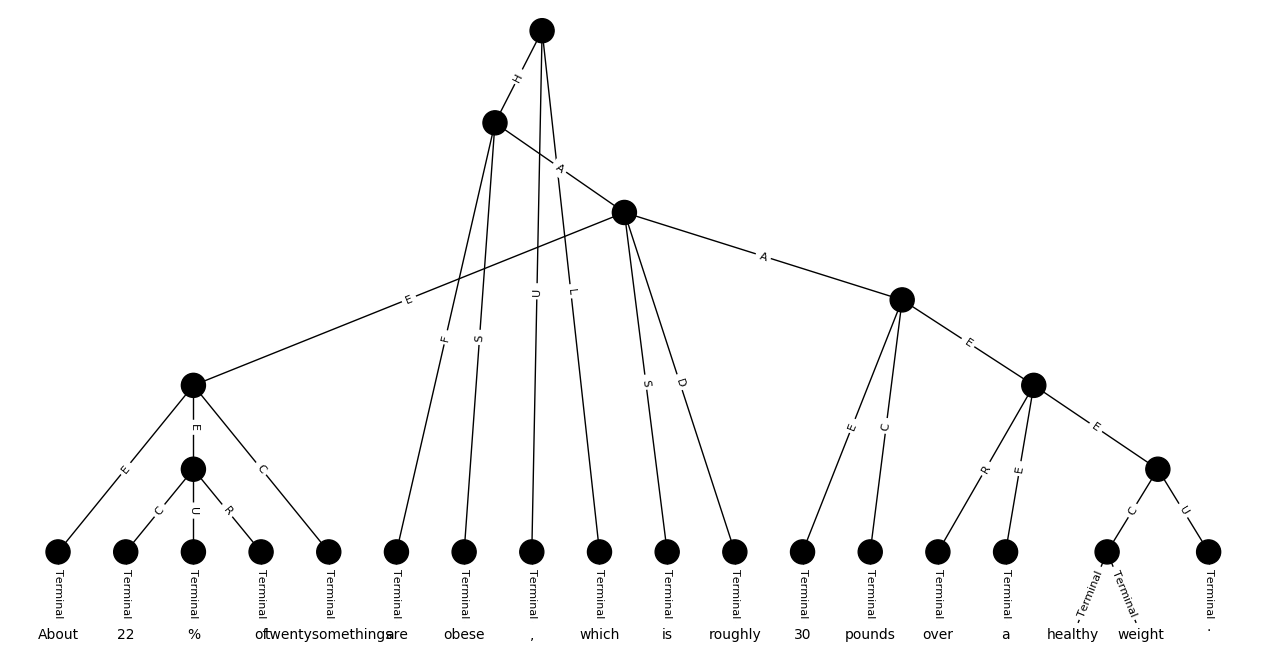 H
A
A
E
U
L
E
F
S
S
D
E
E
E
C
E
E
C
R
E
C
U
R
C
U
Terminal Terminal Terminal Terminal Terminal Terminal Terminal Terminal Terminal Terminal Terminal Terminal Terminal Terminal Terminal Terminal Terminal Terminal
About 22 % of twentysomethings are obese , which is roughly 30 pounds over a healthy weight .